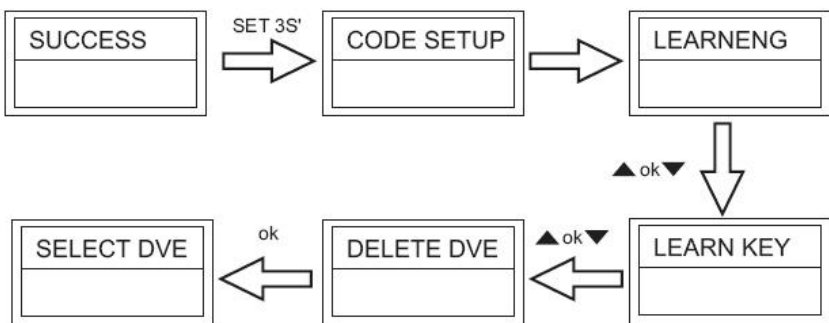 SUCCESS
SET 3S'
CODE SETUP
LEARNENG
▲ ok ▼
LEARN KEY
▲ ok ▼
DELETE DVE
ok
SELECT DVE